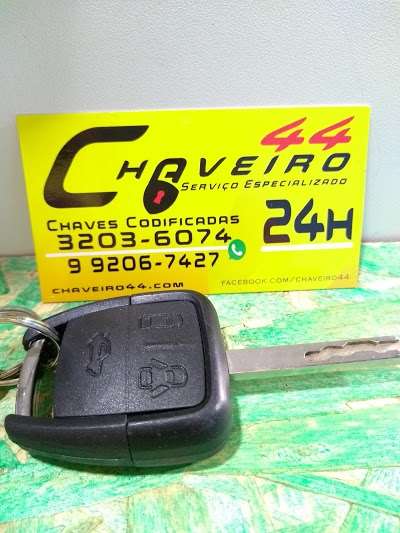 44
CHAVEIRO
SERVIÇO ESPECIALIZADO
CHAVES CODIFICADAS
3203-6074
24H
9 9206-7427
CHAVEIRO44.COM
FACEBOOK.COM/CHAVEIRO44